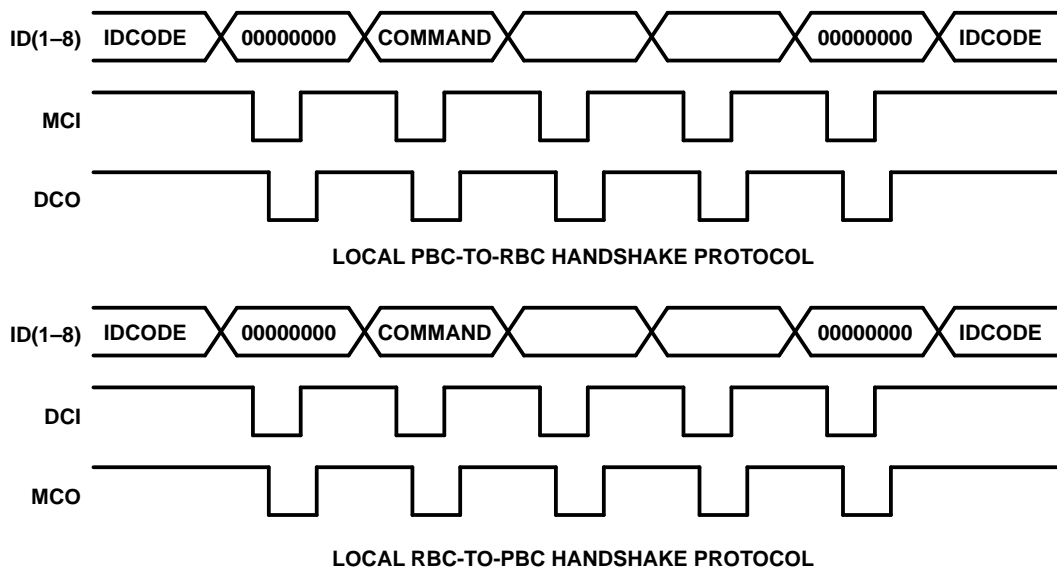 ID(1–8) IDCODE 00000000 COMMAND 00000000 IDCODE
MCI
DCO
LOCAL PBC-TO-RBC HANDSHAKE PROTOCOL
ID(1–8) IDCODE 00000000 COMMAND 00000000 IDCODE
DCI
MCO
LOCAL RBC-TO-PBC HANDSHAKE PROTOCOL